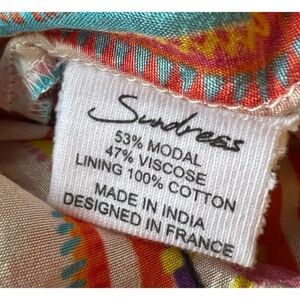 Sundress
53% MODAL
47% VISCOSE
LINING 100% COTTON
MADE IN INDIA
DESIGNED IN FRANCE